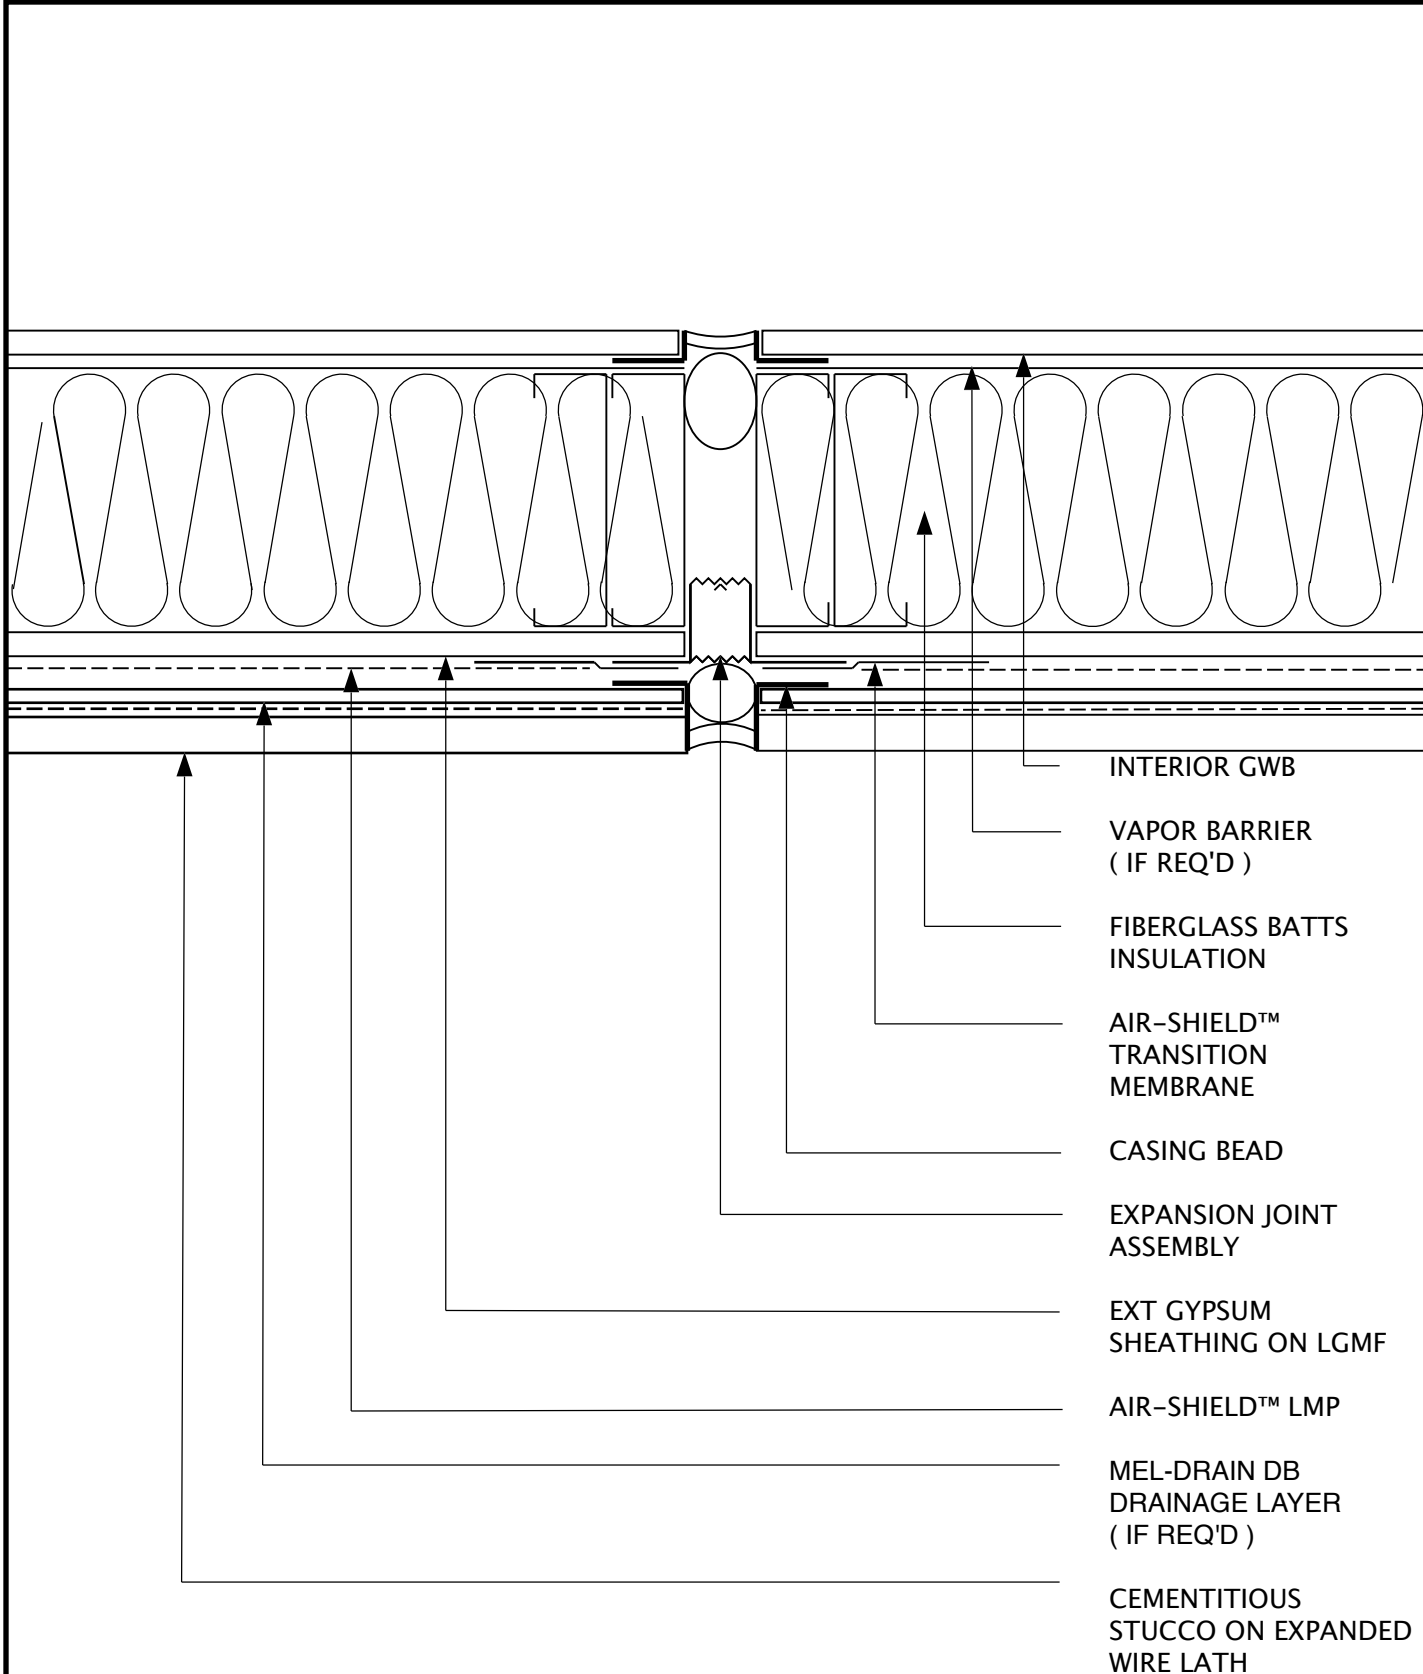 INTERIOR GWB
VAPOR BARRIER
( IF REQ'D )
FIBERGLASS BATTS
INSULATION
AIR–SHIELD™
TRANSITION
MEMBRANE
CASING BEAD
EXPANSION JOINT
ASSEMBLY
EXT GYPSUM
SHEATHING ON LGMF
AIR–SHIELD™ LMP
MEL-DRAIN DB
DRAINAGE LAYER
( IF REQ'D )
CEMENTITIOUS
STUCCO ON EXPANDED
WIRE LATH